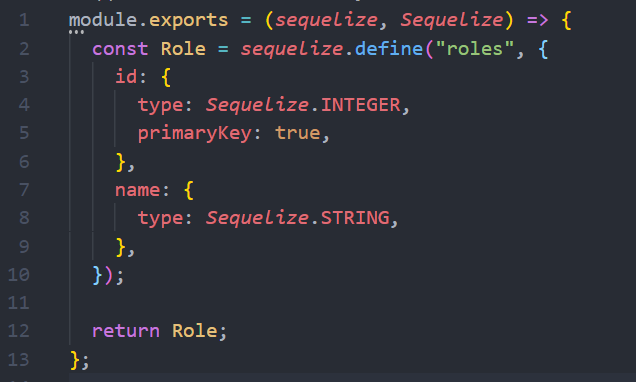 1 module.exports = (sequelize, Sequelize) => {
2   const Role = sequelize.define("roles", {
3     id: {
4       type: Sequelize.INTEGER,
5       primaryKey: true,
6     },
7     name: {
8       type: Sequelize.STRING,
9     },
10   });
11
12   return Role;
13 };